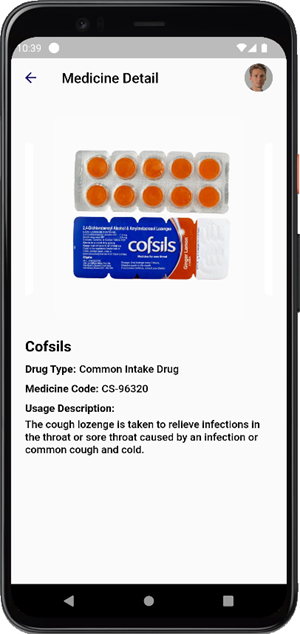 10:39
Medicine Detail
2,4-Dichlorobenzyl Alcohol & Amylmetacresol Lozenges
cofsils
Ginger Lemon
Cofsils
Drug Type: Common Intake Drug
Medicine Code: CS-96320
Usage Description:
The cough lozenge is taken to relieve infections in
the throat or sore throat caused by an infection or
common cough and cold.